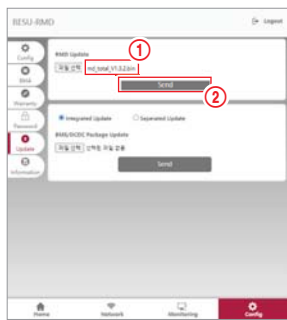 RESU-RMD
Logout
Config
RMD Update
①
파일 선택 md_total_V1.3.2.bin
BMS
Send
②
Warranty
Password
Integrated Update Separated Update
Update
BMS/DCDC Package Update
파일 선택 선택된 파일 없음
Information
Send
Home Network Monitoring Config